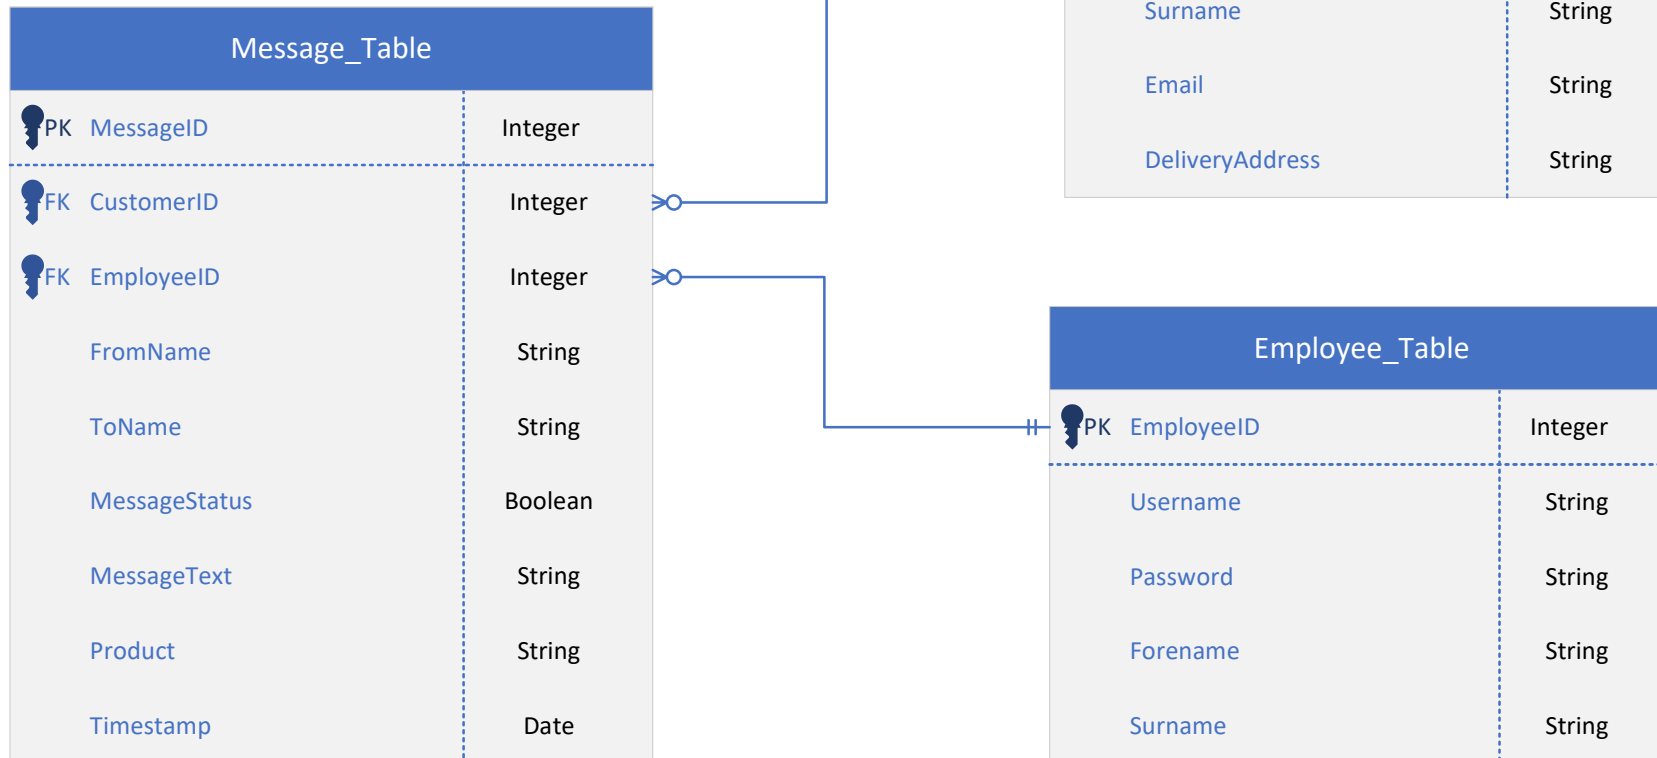 Message_Table
PK MessageID Integer
FK CustomerID Integer
FK EmployeeID Integer
FromName String
ToName String
MessageStatus Boolean
MessageText String
Product String
Timestamp Date
Surname String
Email String
DeliveryAddress String
Employee_Table
PK EmployeeID Integer
Username String
Password String
Forename String
Surname String